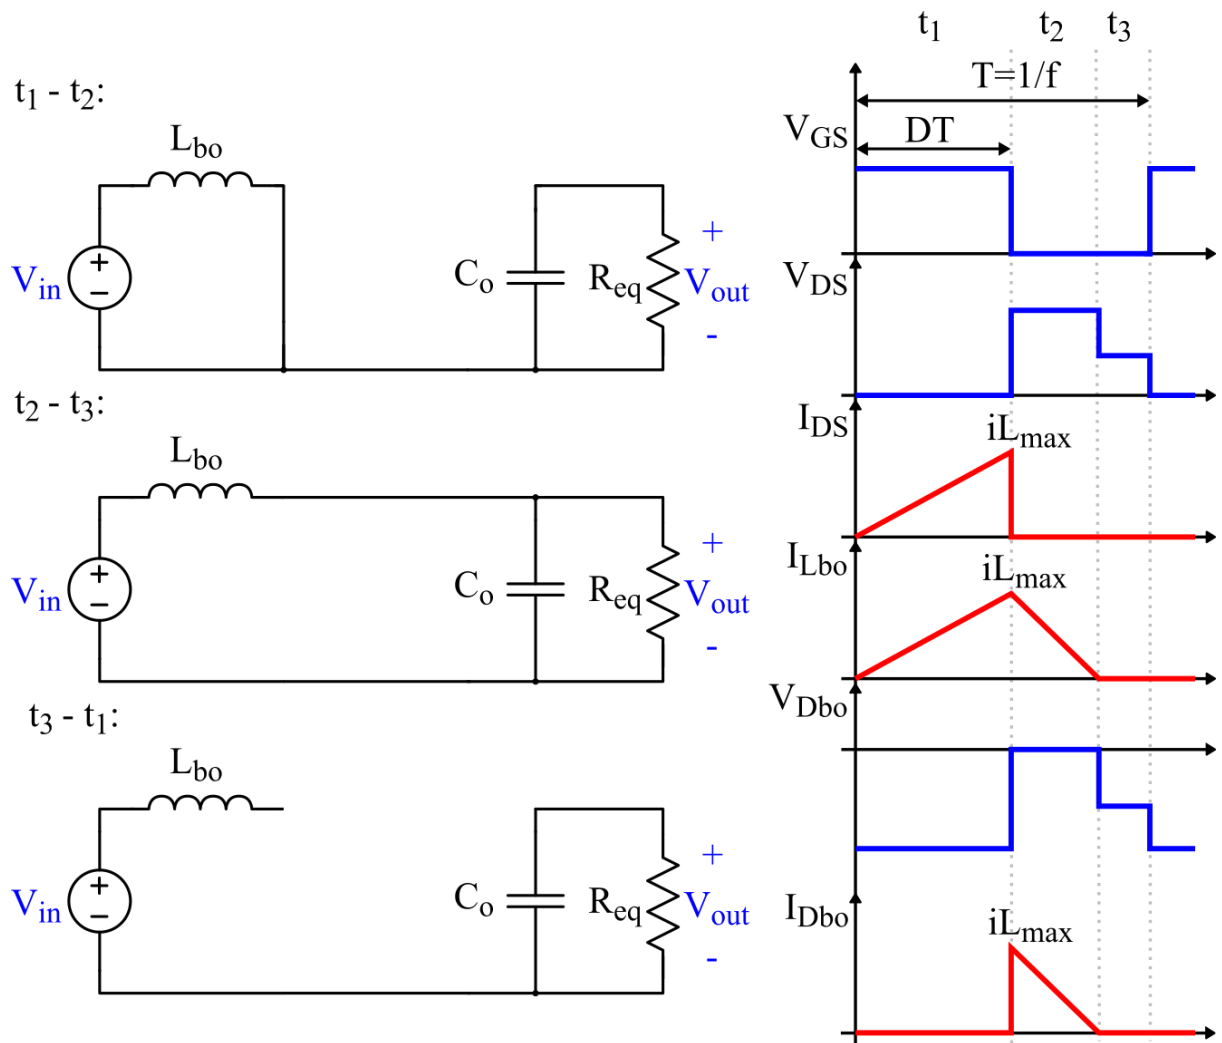 t1 - t2:
Lbo
Vin
+
−
Co
Req
+
Vout
-
t2 - t3:
Lbo
Vin
+
−
Co
Req
+
Vout
-
t3 - t1:
Lbo
Vin
+
−
Co
Req
+
Vout
-
t1 t2 t3
T=1/f
VGS
DT
VDS
IDS
iLmax
ILbo
iLmax
VDbo
IDbo
iLmax